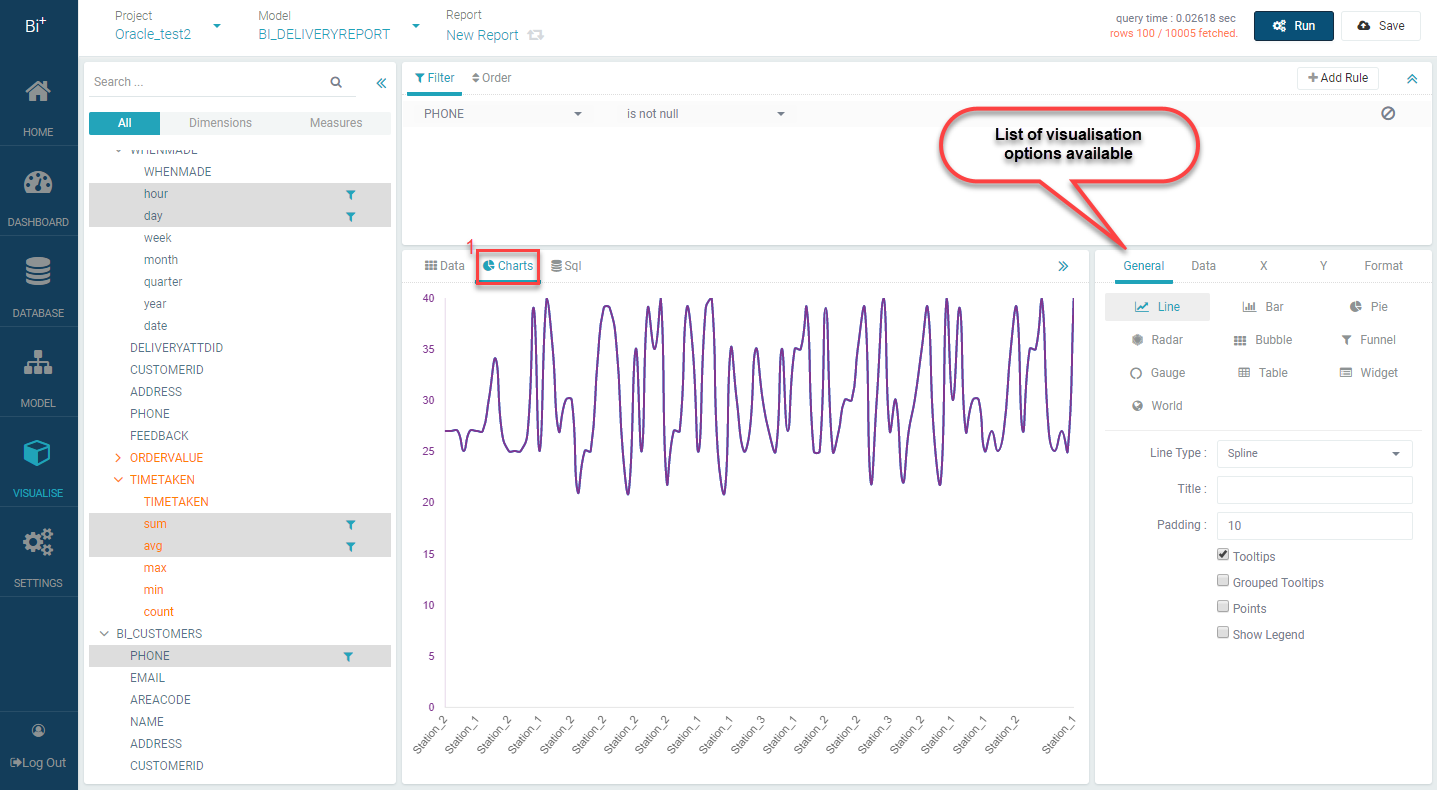 Bi+
Project
Oracle_test2
Model
BI_DELIVERYREPORT
Report
New Report
query time : 0.02618 sec
rows 100 / 10005 fetched.
Run
Save
HOME
DASHBOARD
DATABASE
MODEL
VISUALISE
SETTINGS
Log Out
Search ...
All
Dimensions
Measures
WHENMADE
WHENMADE
hour
day
week
month
quarter
year
date
DELIVERYATTDID
CUSTOMERID
ADDRESS
PHONE
FEEDBACK
ORDERVALUE
TIMETAKEN
TIMETAKEN
sum
avg
max
min
count
BI_CUSTOMERS
PHONE
EMAIL
AREACODE
NAME
ADDRESS
CUSTOMERID
Filter
Order
Add Rule
PHONE
is not null
List of visualisation
options available
1
Data
Charts
Sql
40
35
30
25
20
15
10
5
0
Station_2
Station_1
Station_2
Station_1
Station_2
Station_2
Station_1
Station_2
Station_1
Station_1
Station_3
Station_1
Station_2
Station_2
Station_3
Station_2
Station_1
Station_1
Station_2
Station_1
General
Data
X
Y
Format
Line
Bar
Pie
Radar
Bubble
Funnel
Gauge
Table
Widget
World
Line Type :
Spline
Title :
Padding :
10
Tooltips
Grouped Tooltips
Points
Show Legend